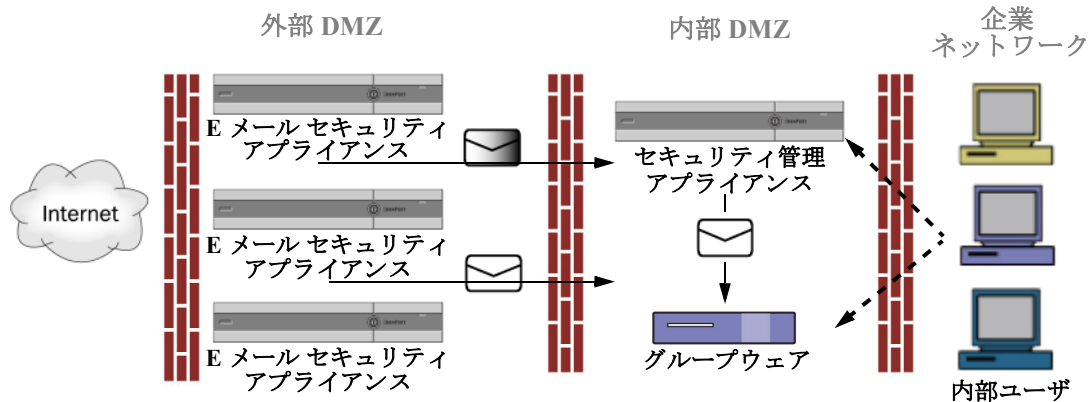 外部 DMZ
内部 DMZ
企業
ネットワーク
E メール セキュリティ
アプライアンス
セキュリティ管理
アプライアンス
Internet
E メール セキュリティ
アプライアンス
グループウェア
E メール セキュリティ
アプライアンス
内部ユーザ